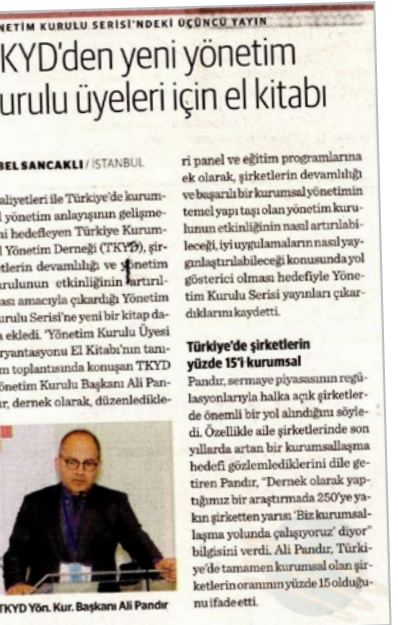 NETİM KURULU SERİSİ'NDEKİ ÜÇÜNCÜ YAYIN
KYD'den yeni yönetim
urulu üyeleri için el kitabı
BEL SANCAKLI / İSTANBUL
aliyetleri ile Türkiye'de kurum-
l yönetim anlayışının gelişme-
ni hedefleyen Türkiye Kurum-
l Yönetim Derneği (TKYD), şir-
etlerin devamlılığı ve yönetim
urulunun etkinliğinin artırıl-
ası amacıyla çıkardığı Yönetim
urulu Serisi'ne yeni bir kitap da-
a ekledi. 'Yönetim Kurulu Üyesi
ryantasyonu El Kitabı'nın tanı-
m toplantısında konuşan TKYD
önetim Kurulu Başkanı Ali Pan-
ır, dernek olarak, düzenledikle-
TKYD Yön. Kur. Başkanı Ali Pandır
ri panel ve eğitim programlarına
ek olarak, şirketlerin devamlılığı
ve başarılı bir kurumsal yönetimin
temel yapı taşı olan yönetim kuru-
lunun etkinliğinin nasıl artırılabi-
leceği, iyi uygulamaların nasıl yay-
gınlaştırılabileceği konusunda yol
gösterici olması hedefiyle Yöne-
tim Kurulu Serisi yayınları çıkar-
dıklarını kaydetti.
Türkiye'de şirketlerin
yüzde 15'i kurumsal
Pandır, sermaye piyasasının regü-
lasyonlarıyla halka açık şirketler-
de önemli bir yol alındığını söyle-
di. Özellikle aile şirketlerinde son
yıllarda artan bir kurumsallaşma
hedefi gözlemlediklerini dile ge-
tiren Pandır, "Dernek olarak yap-
tığımız bir araştırmada 250'ye ya-
kın şirketten yarısı 'Biz kurumsal-
laşma yolunda çalışıyoruz' diyor"
bilgisini verdi. Ali Pandır, Türki-
ye'de tamamen kurumsal olan şir-
ketlerin oranının yüzde 15 olduğu-
nu ifade etti.